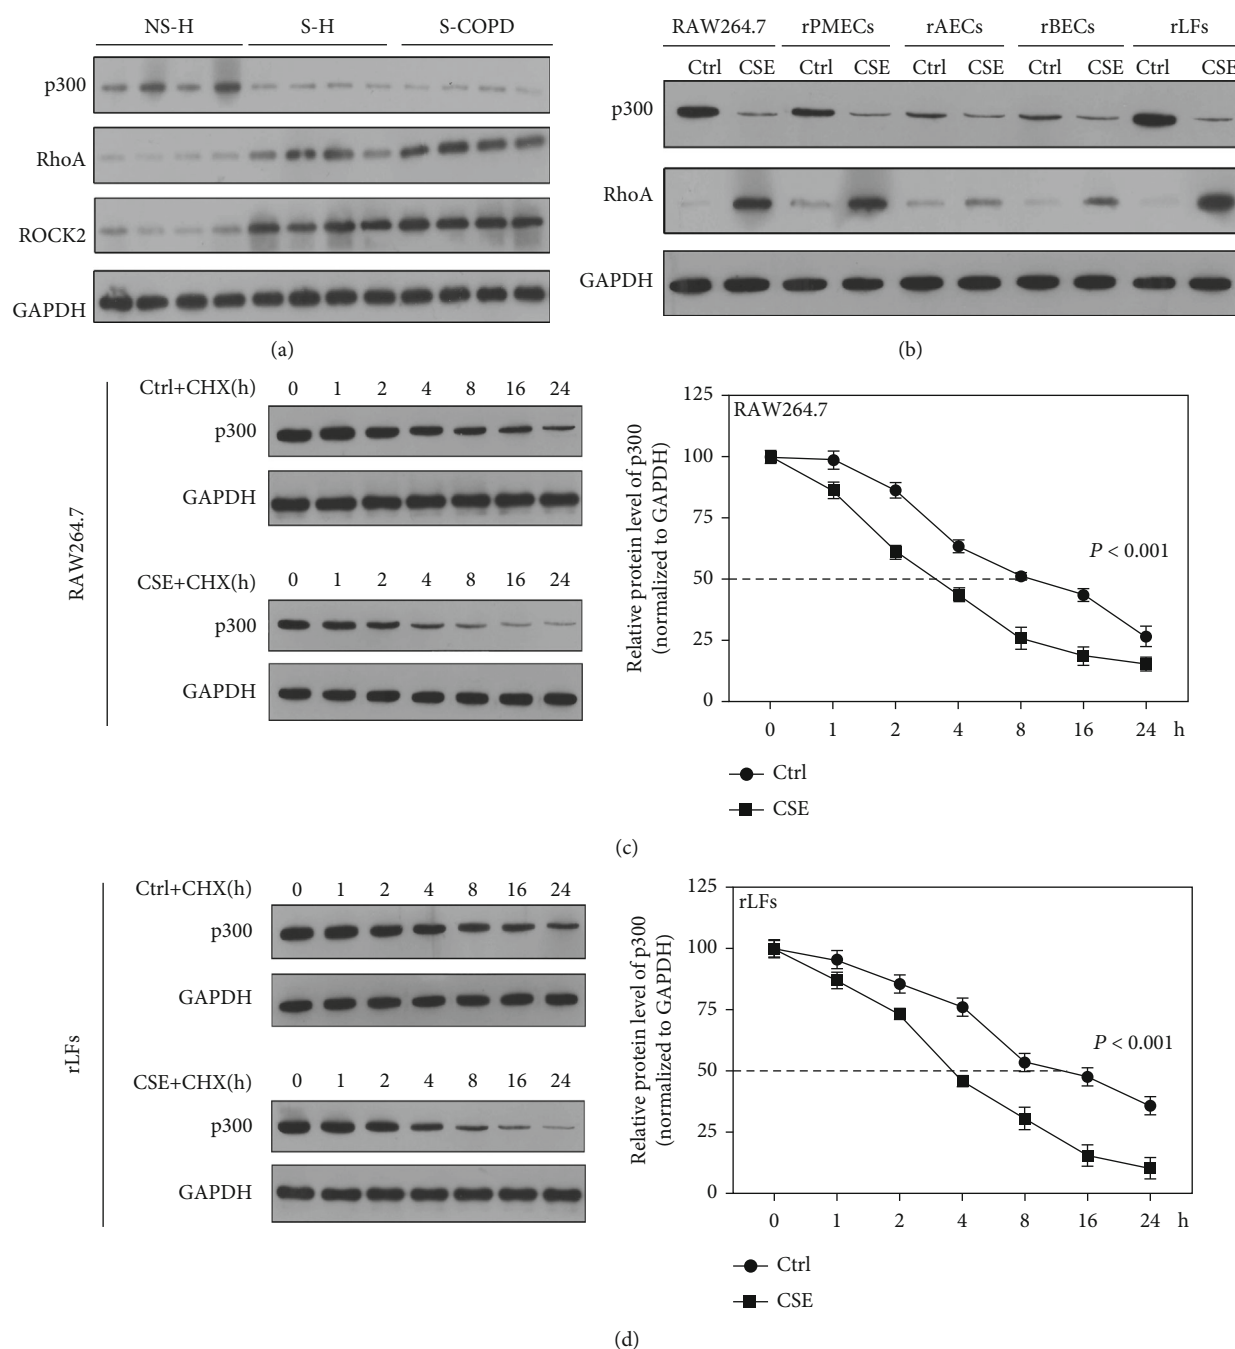 NS-H S-H S-COPD
p300
RhoA
ROCK2
GAPDH
(a)
RAW264.7 rPMECs rAECs rBECs rLFs
Ctrl CSE Ctrl CSE Ctrl CSE Ctrl CSE Ctrl CSE
p300
RhoA
GAPDH
(b)
RAW264.7
Ctrl+CHX(h) 0 1 2 4 8 16 24
p300
GAPDH
CSE+CHX(h) 0 1 2 4 8 16 24
p300
GAPDH
Relative protein level of p300
(normalized to GAPDH)
125
100
75
50
25
0
RAW264.7
P < 0.001
0 1 2 4 8 16 24 h
Ctrl
CSE
(c)
rLFs
Ctrl+CHX(h) 0 1 2 4 8 16 24
p300
GAPDH
CSE+CHX(h) 0 1 2 4 8 16 24
p300
GAPDH
Relative protein level of p300
(normalized to GAPDH)
125
100
75
50
25
0
rLFs
P < 0.001
0 1 2 4 8 16 24 h
Ctrl
CSE
(d)